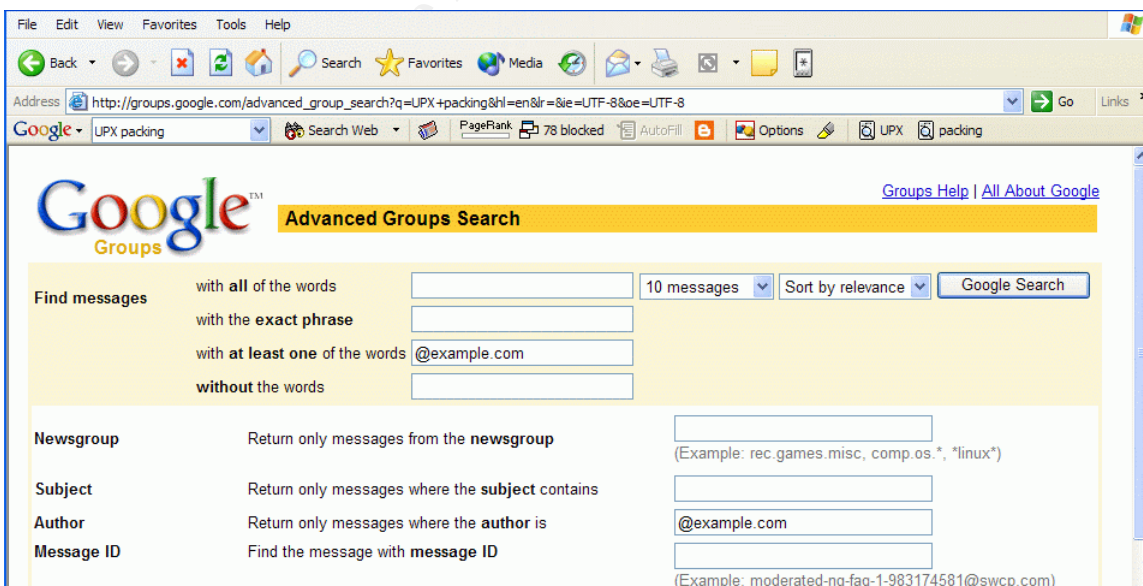 File Edit View Favorites Tools Help
Back Search Favorites Media
Address http://groups.google.com/advanced_group_search?q=UPX+packing&hl=en&lr=&ie=UTF-8&oe=UTF-8 Go Links
Google UPX packing Search Web PageRank 78 blocked AutoFill Options UPX packing
Google™ Groups
Groups Help | All About Google
Advanced Groups Search
Find messages
with all of the words 10 messages Sort by relevance Google Search
with the exact phrase
with at least one of the words @example.com
without the words
Newsgroup Return only messages from the newsgroup
(Example: rec.games.misc, comp.os.*, *linux*)
Subject Return only messages where the subject contains
Author Return only messages where the author is @example.com
Message ID Find the message with message ID
(Example: moderated-ng-faq-1-983174581@swcp.com)